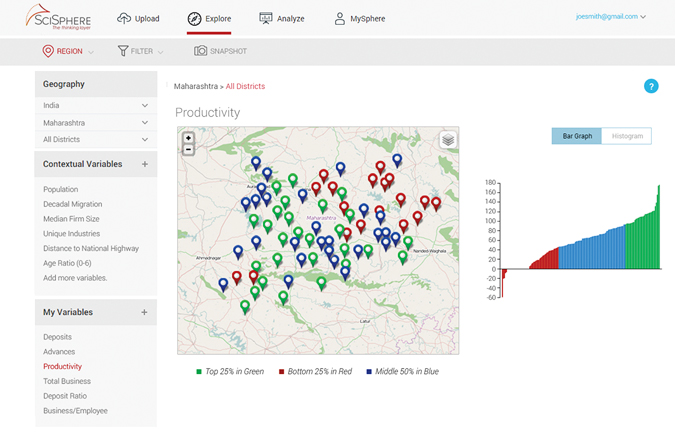 SCISPHERE
The thinking layer
Upload
Explore
Analyze
MySphere
joesmith@gmail.com
REGION
FILTER
SNAPSHOT
Geography
India
Maharashtra
All Districts
Contextual Variables +
Population
Decadal Migration
Median Firm Size
Unique Industries
Distance to National Highway
Age Ratio (0-6)
Add more variables.
My Variables +
Deposits
Advances
Productivity
Total Business
Deposit Ratio
Business/Employee
Maharashtra > All Districts
?
Productivity
+
−
Maharashtra
Ahmadnagar
Nanded-Waghala
Latur
Top 25% in Green
Bottom 25% in Red
Middle 50% in Blue
Bar Graph
Histogram
180
160
140
120
100
80
60
40
20
0
-20
-40
-60